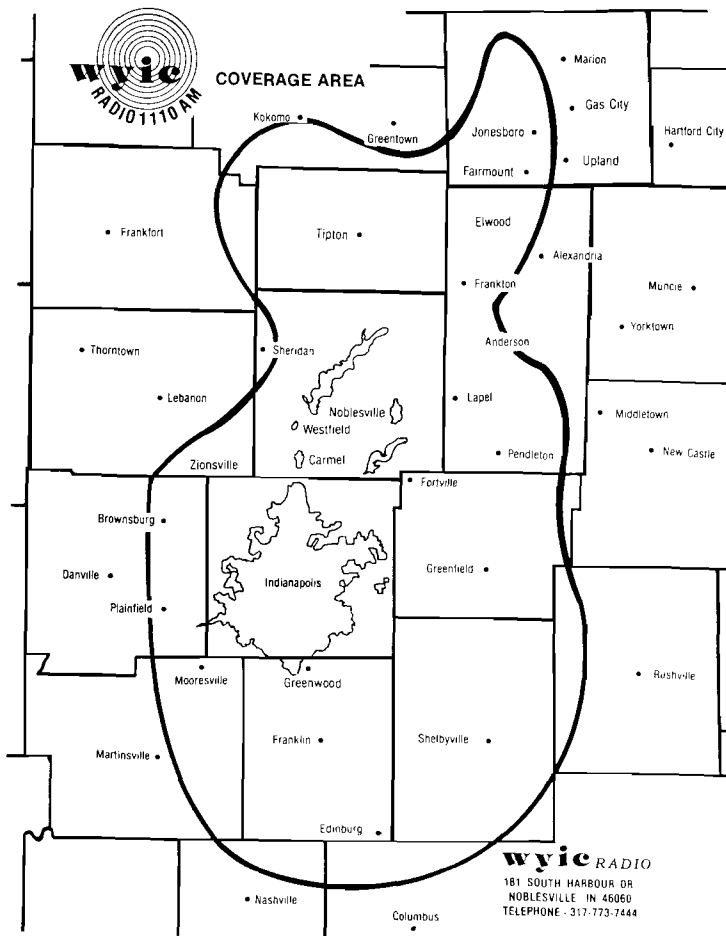 wyic
RADIO 1110 AM
COVERAGE AREA
Marion
Gas City
Kokomo
Greentown
Jonesboro
Hartford City
Upland
Fairmount
Elwood
Frankfort
Tipton
Alexandria
Frankton
Muncie
Yorktown
Anderson
Thorntown
Sheridan
Lebanon
Lapel
Noblesville
Middletown
Westfield
New Castle
Carmel
Pendleton
Zionsville
Fortville
Brownsburg
Danville
Indianapolis
Greenfield
Plainfield
Mooresville
Greenwood
Rushville
Franklin
Shelbyville
Martinsville
Edinburg
wyic RADIO
181 SOUTH HARBOUR DR
NOBLESVILLE IN 46060
TELEPHONE - 317-773-7444
Nashville
Columbus